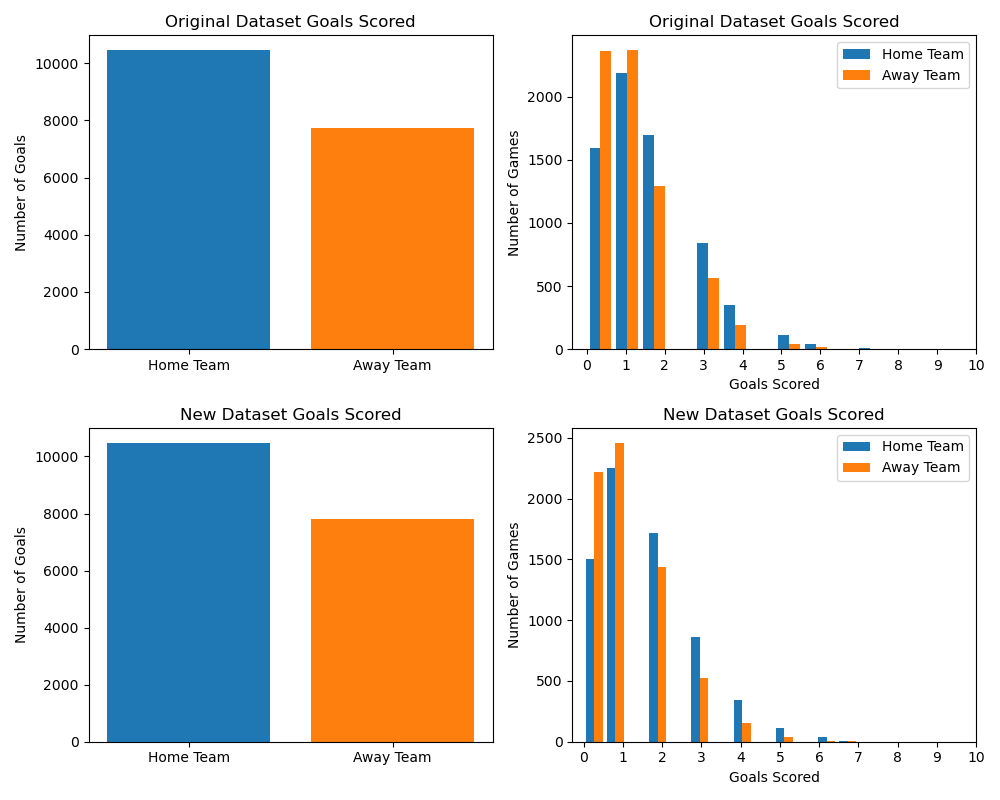 Original Dataset Goals Scored
Number of Goals
10000
8000
6000
4000
2000
0
Home Team Away Team
Original Dataset Goals Scored
Home Team
Away Team
Number of Games
2000
1500
1000
500
0
0 1 2 3 4 5 6 7 8 9 10
Goals Scored
New Dataset Goals Scored
Number of Goals
10000
8000
6000
4000
2000
0
Home Team Away Team
New Dataset Goals Scored
Home Team
Away Team
Number of Games
2500
2000
1500
1000
500
0
0 1 2 3 4 5 6 7 8 9 10
Goals Scored